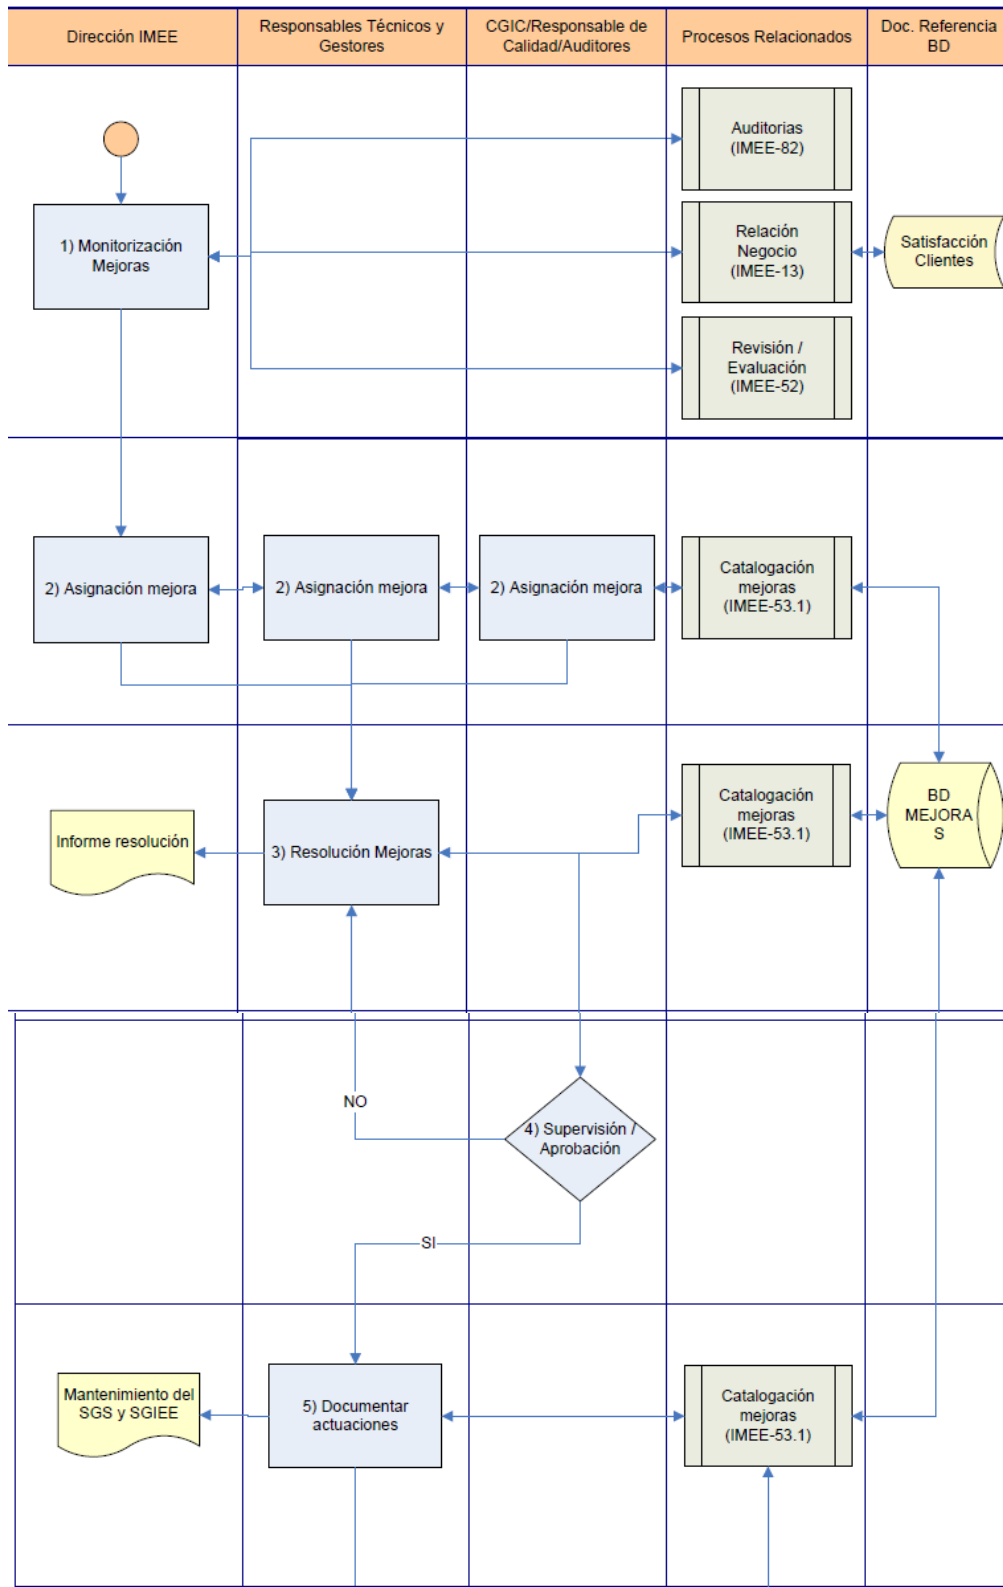 Dirección IMEE
Responsables Técnicos y
Gestores
CGIC/Responsable de
Calidad/Auditores
Procesos Relacionados
Doc. Referencia
BD
Auditorias
(IMEE-82)
1) Monitorización
Mejoras
Relación
Negocio
(IMEE-13)
Satisfacción
Clientes
Revisión /
Evaluación
(IMEE-52)
2) Asignación mejora
2) Asignación mejora
2) Asignación mejora
Catalogación
mejoras
(IMEE-53.1)
Informe resolución
3) Resolución Mejoras
Catalogación
mejoras
(IMEE-53.1)
BD
MEJORA
S
NO
4) Supervisión /
Aprobación
SI
Mantenimiento del
SGS y SGIEE
5) Documentar
actuaciones
Catalogación
mejoras
(IMEE-53.1)